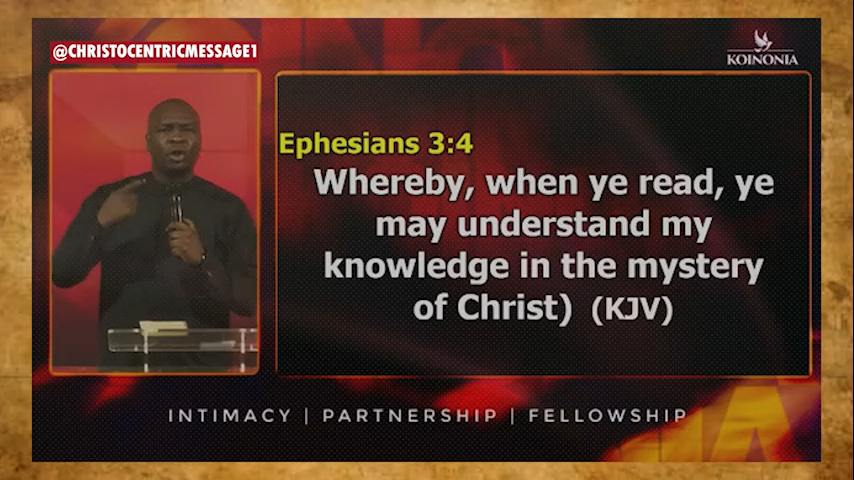 @CHRISTOCENTRICMESSAGE1
KOINONIA
Ephesians 3:4
Whereby, when ye read, ye
may understand my
knowledge in the mystery
of Christ) (KJV)
INTIMACY | PARTNERSHIP | FELLOWSHIP